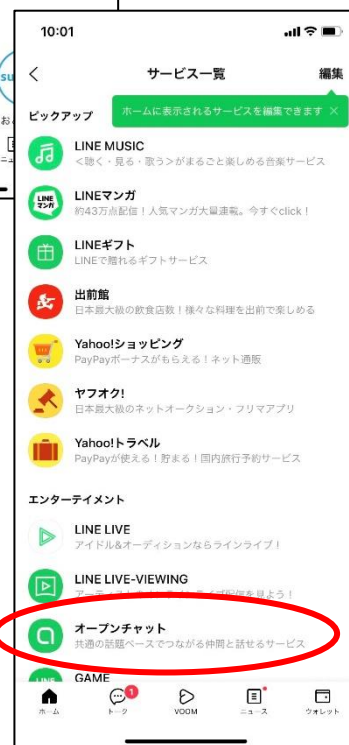 10:01
サービス一覧
編集
ピックアップ
ホームに表示されるサービスを編集できます ×
LINE MUSIC
<聴く・見る・歌う>がまるごと楽しめる音楽サービス
LINE
マンガ
LINEマンガ
約43万点配信！人気マンガ大量連載。今すぐclick！
LINEギフト
LINEで贈れるギフトサービス
出前館
日本最大級の飲食店数！様々な料理を出前で楽しめる
Yahoo!ショッピング
PayPayボーナスがもらえる！ネット通販
ヤフオク!
日本最大級のネットオークション・フリマアプリ
Yahoo!トラベル
PayPayが使える！貯まる！国内旅行予約サービス
エンターテイメント
LINE LIVE
アイドル&オーディションならラインライブ！
LINE LIVE-VIEWING
オープンチャット
共通の話題ベースでつながる仲間と話せるサービス
LINE
GAME
1
ホーム
トーク
VOOM
ニュース
ウォレット